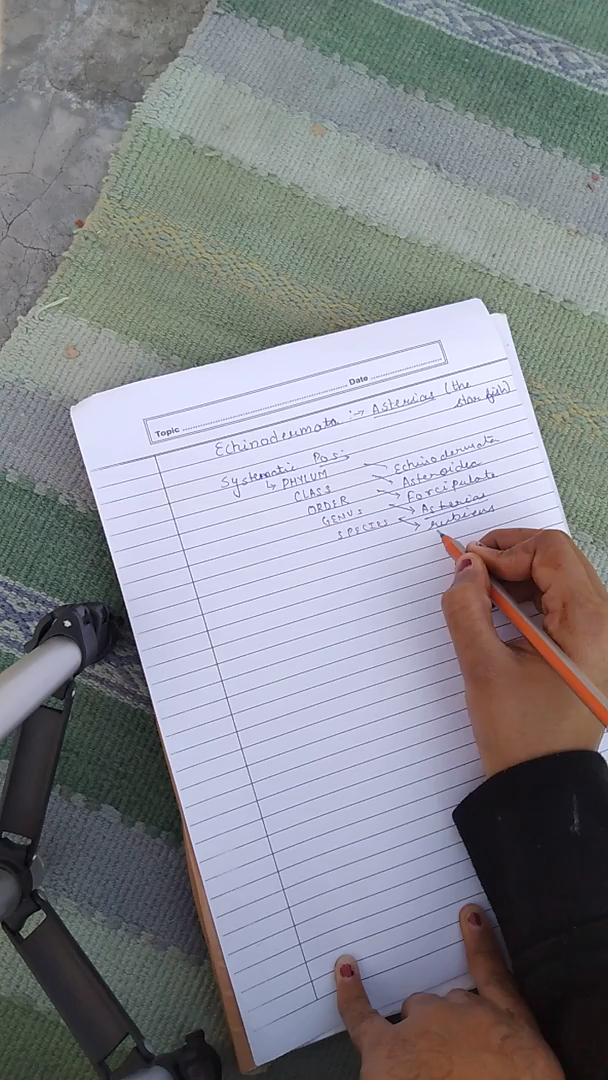 Topic ........................ Date ........................
Echinodermata :→ Asterias (the star fish)
Systematic Pos:-
↳ PHYLUM → Echinodermata
CLASS → Asteroidea
ORDER → Forcipulata
GENUS → Asterias
SPECIES → rubens